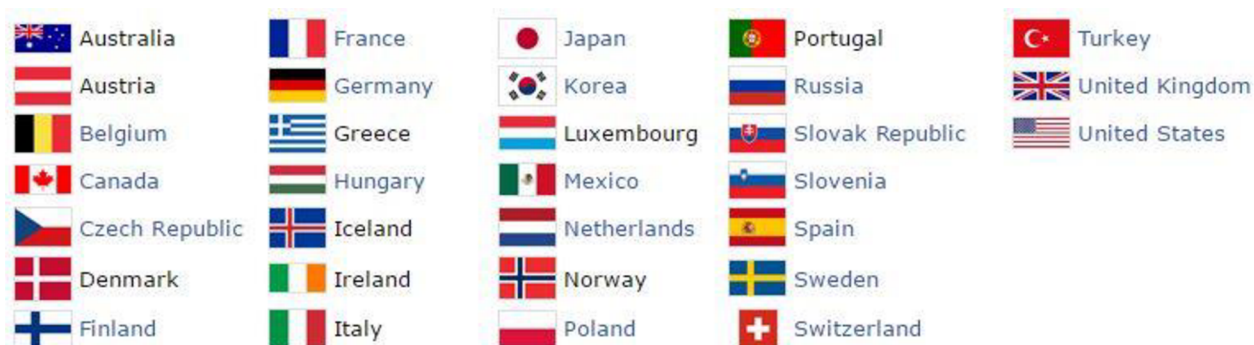 Australia
Austria
Belgium
Canada
Czech Republic
Denmark
Finland
France
Germany
Greece
Hungary
Iceland
Ireland
Italy
Japan
Korea
Luxembourg
Mexico
Netherlands
Norway
Poland
Portugal
Russia
Slovak Republic
Slovenia
Spain
Sweden
Switzerland
Turkey
United Kingdom
United States